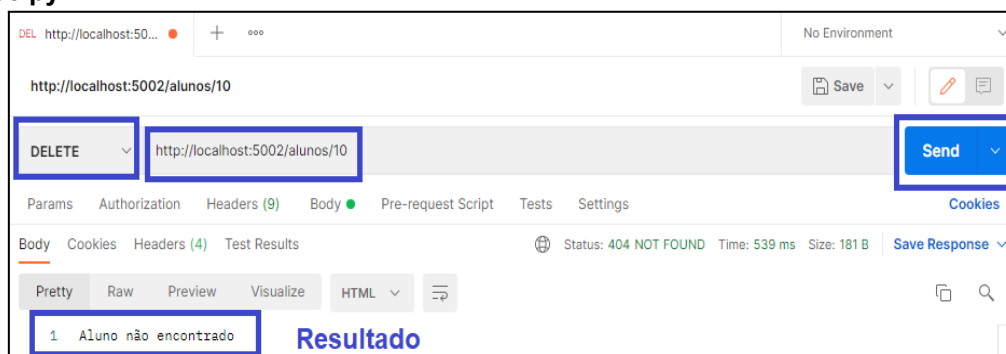 DEL http://localhost:50... + ooo No Environment
http://localhost:5002/alunos/10 Save
DELETE http://localhost:5002/alunos/10 Send
Params Authorization Headers (9) Body Pre-request Script Tests Settings Cookies
Body Cookies Headers (4) Test Results Status: 404 NOT FOUND Time: 539 ms Size: 181 B Save Response
Pretty Raw Preview Visualize HTML
1 Aluno não encontrado Resultado